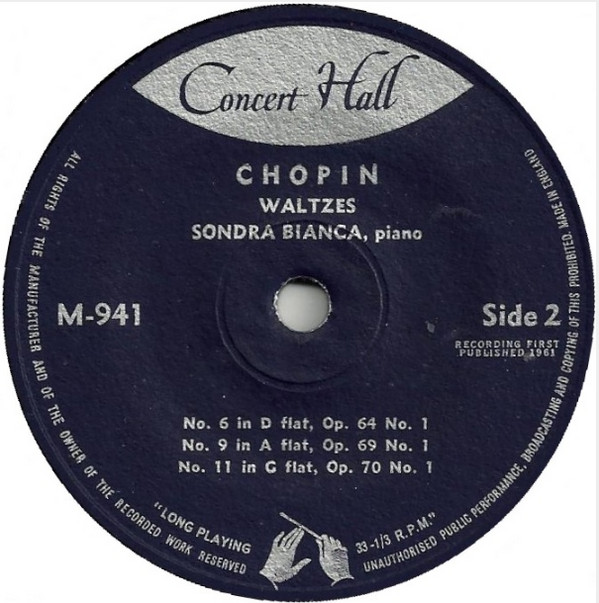 Concert Hall
CHOPIN
WALTZES
SONDRA BIANCA, piano
M-941
Side 2
RECORDING FIRST
PUBLISHED 1961
No. 6 in D flat, Op. 64 No. 1
No. 9 in A flat, Op. 69 No. 1
No. 11 in G flat, Op. 70 No. 1
"LONG PLAYING
33-1/3 R.P.M."
ALL RIGHTS OF THE MANUFACTURER AND OF THE OWNER OF THE RECORDED WORK RESERVED
UNAUTHORISED PUBLIC PERFORMANCE, BROADCASTING AND COPYING OF THIS PROHIBITED. MADE IN ENGLAND